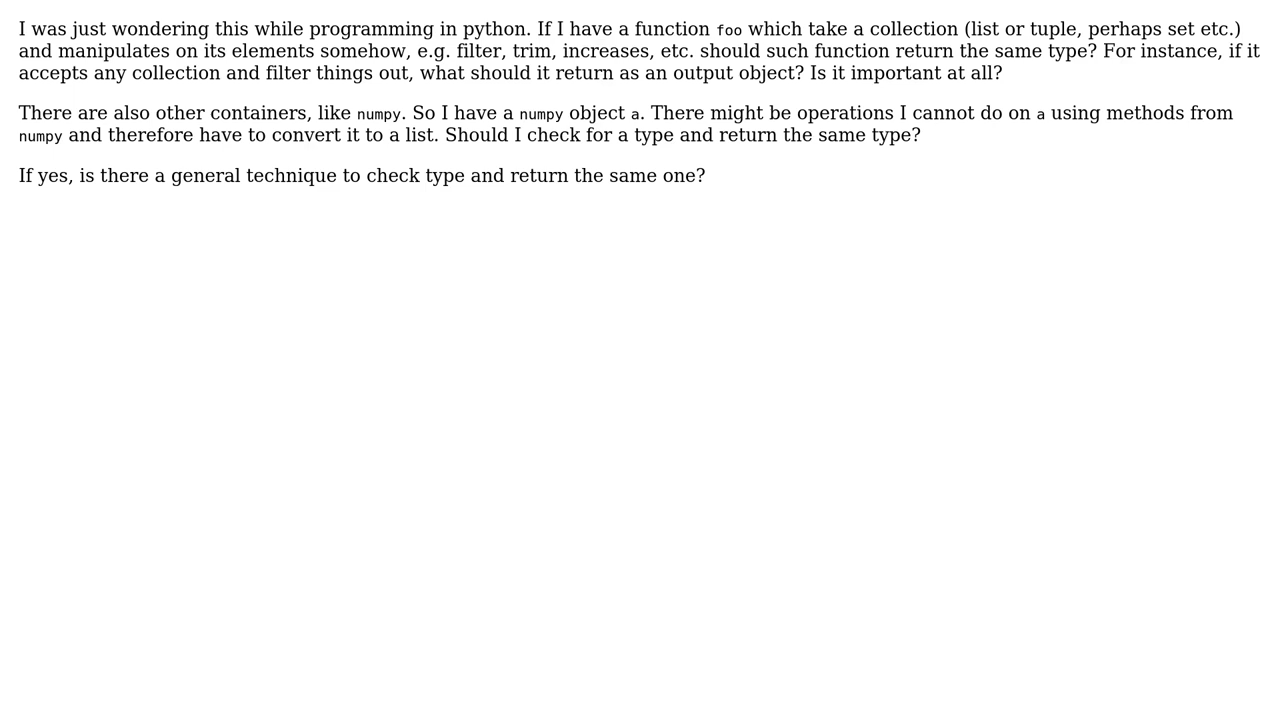 I was just wondering this while programming in python. If I have a function foo which take a collection (list or tuple, perhaps set etc.)
and manipulates on its elements somehow, e.g. filter, trim, increases, etc. should such function return the same type? For instance, if it
accepts any collection and filter things out, what should it return as an output object? Is it important at all?
There are also other containers, like numpy. So I have a numpy object a. There might be operations I cannot do on a using methods from
numpy and therefore have to convert it to a list. Should I check for a type and return the same type?
If yes, is there a general technique to check type and return the same one?